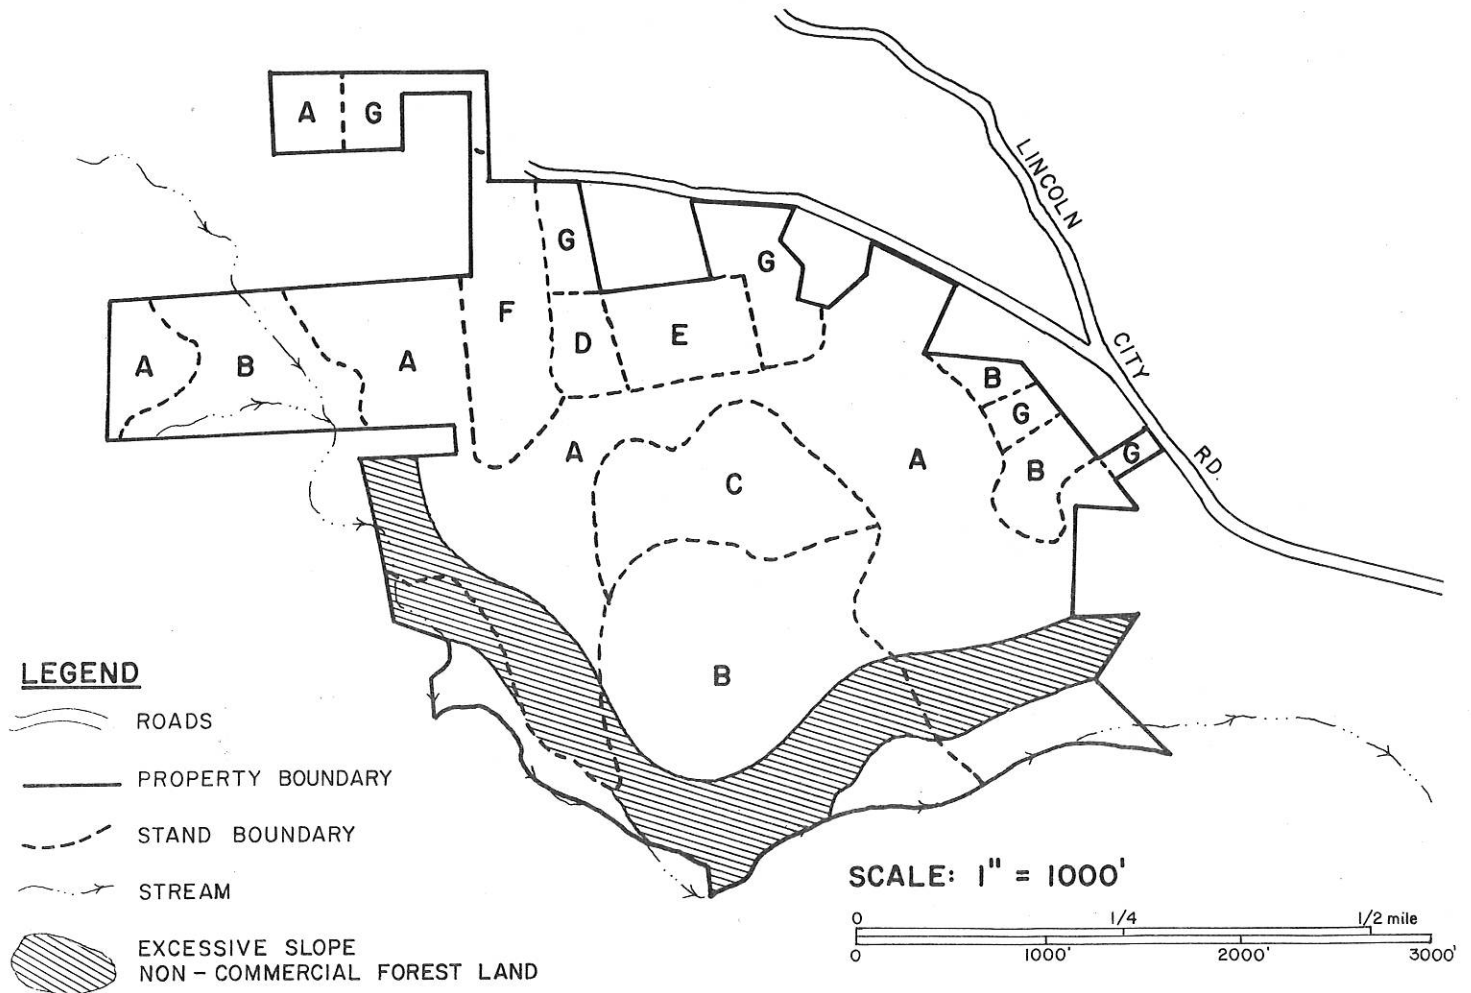 A G
LINCOLN
G
G
F
D
E
A
B
A
CITY
B
G
A
A
B
G
RD.
C
B
LEGEND
ROADS
PROPERTY BOUNDARY
STAND BOUNDARY
STREAM
EXCESSIVE SLOPE
NON-COMMERCIAL FOREST LAND
SCALE: 1" = 1000'
0 1/4 1/2 mile
0 1000' 2000' 3000'